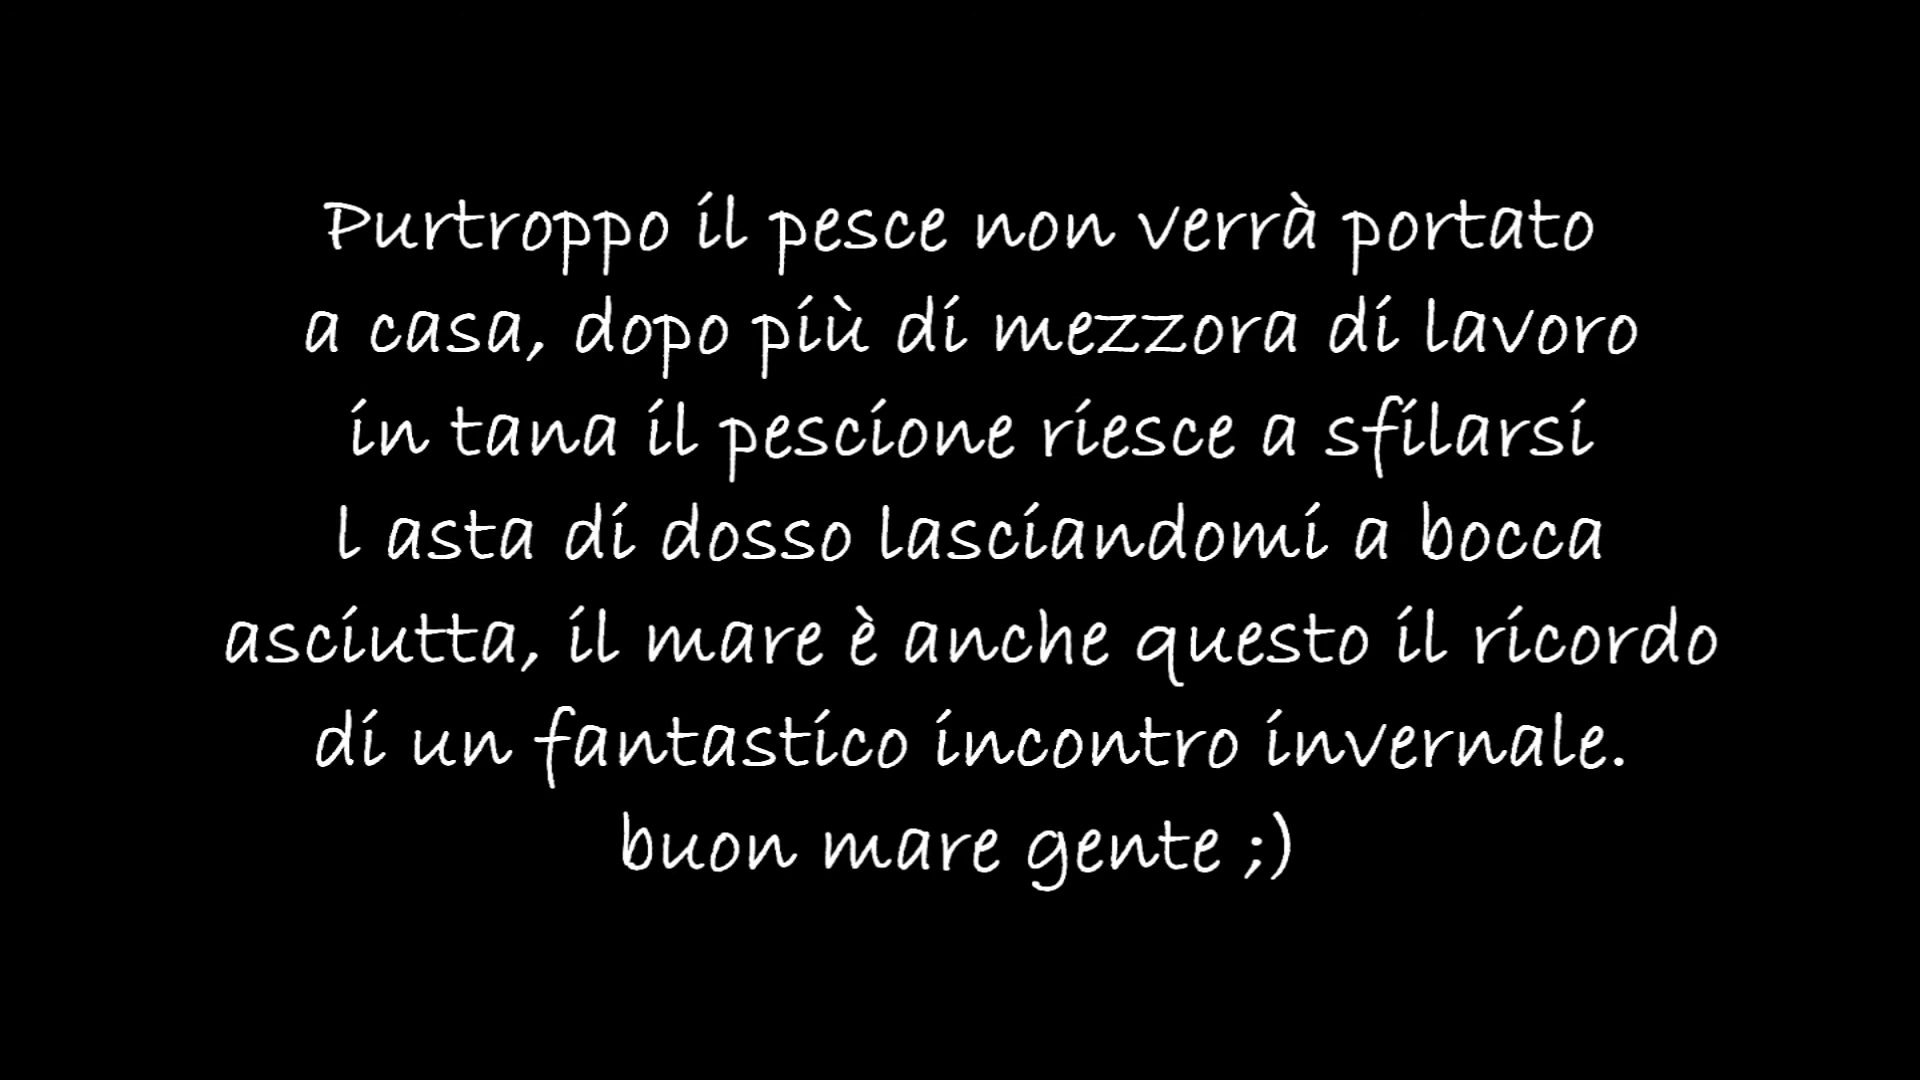 Purtroppo il pesce non verrà portato
a casa, dopo più di mezzora di lavoro
in tana il pescione riesce a sfilarsi
l asta di dosso lasciandomi a bocca
asciutta, il mare è anche questo il ricordo
di un fantastico incontro invernale.
buon mare gente ;)